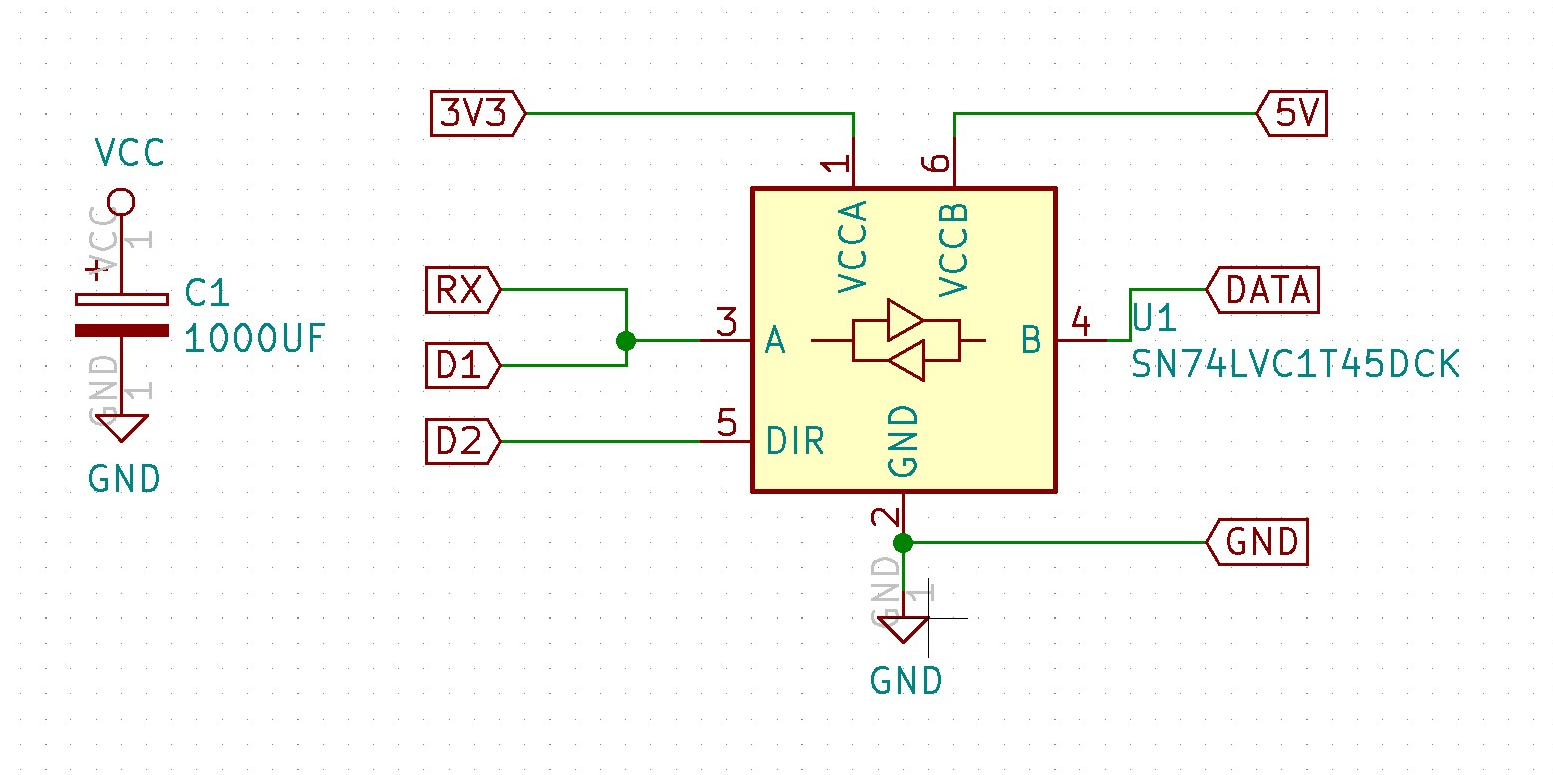 3V3
5V
VCC
1
6
VCC
1
VCCA
VCCB
+
C1
1000UF
RX
DATA
3
A
B
4
U1
SN74LVC1T45DCK
D1
GND
1
D2
5
DIR
GND
GND
2
GND
GND
1
GND